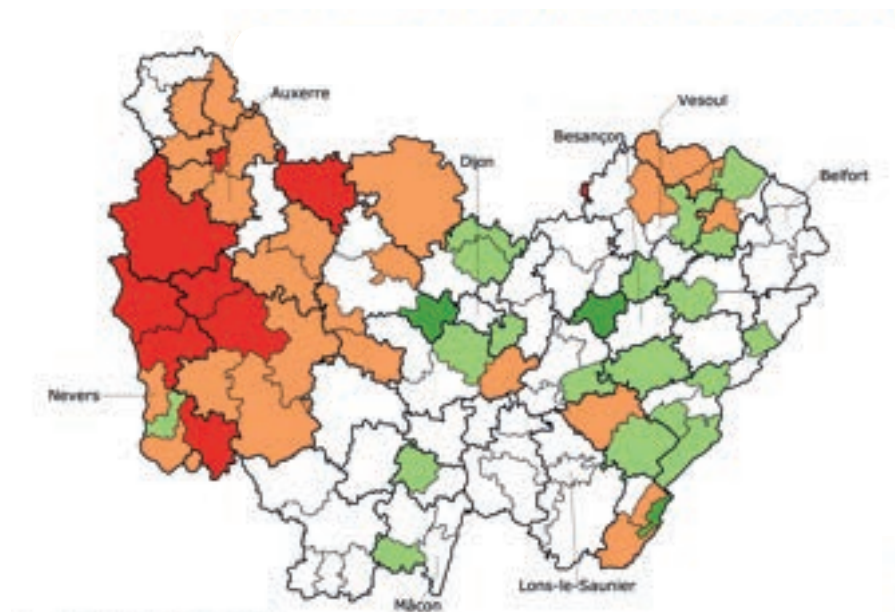 Auxerre
Vesoul
Besançon
Dijon
Belfort
Nevers
Lons-le-Saunier
Mâcon